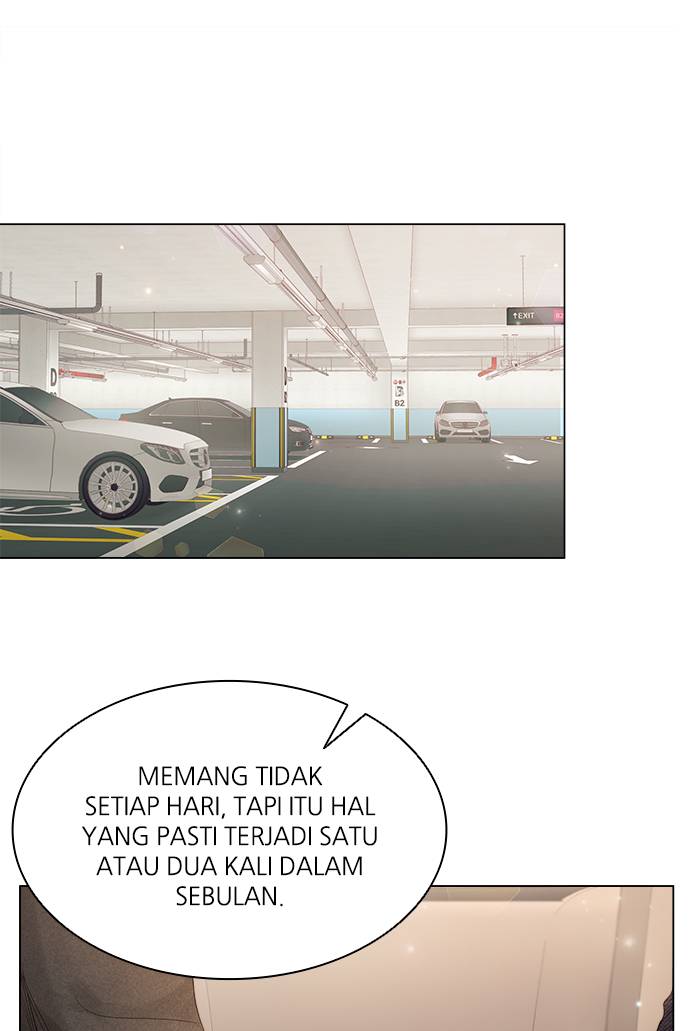 ↑EXIT
B2
D
3
B2
MEMANG TIDAK
SETIAP HARI, TAPI ITU HAL
YANG PASTI TERJADI SATU
ATAU DUA KALI DALAM
SEBULAN.